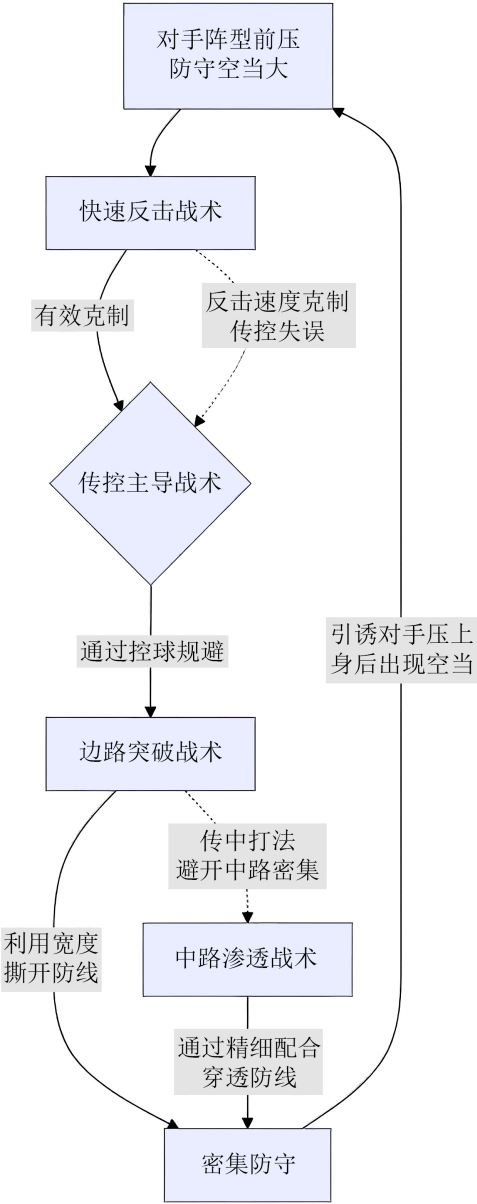 对手阵型前压
防守空当大
快速反击战术
有效克制
反击速度克制
传控失误
传控主导战术
通过控球规避
引诱对手压上
身后出现空当
边路突破战术
传中打法
避开中路密集
利用宽度
撕开防线
中路渗透战术
通过精细配合
穿透防线
密集防守